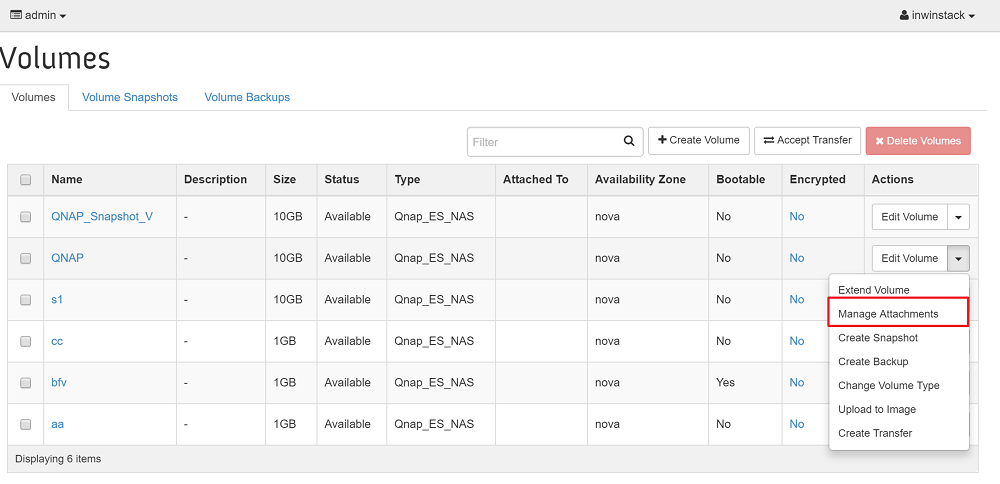 admin inwinstack
Volumes
Volumes Volume Snapshots Volume Backups
Filter Create Volume Accept Transfer Delete Volumes
Name Description Size Status Type Attached To Availability Zone Bootable Encrypted Actions
QNAP_Snapshot_V - 10GB Available Qnap_ES_NAS nova No No Edit Volume
QNAP - 10GB Available Qnap_ES_NAS nova No No Edit Volume
s1 - 10GB Available Qnap_ES_NAS nova No No
cc - 1GB Available Qnap_ES_NAS nova No No
bfv - 1GB Available Qnap_ES_NAS nova Yes No
aa - 1GB Available Qnap_ES_NAS nova No No
Extend Volume
Manage Attachments
Create Snapshot
Create Backup
Change Volume Type
Upload to Image
Create Transfer
Displaying 6 items